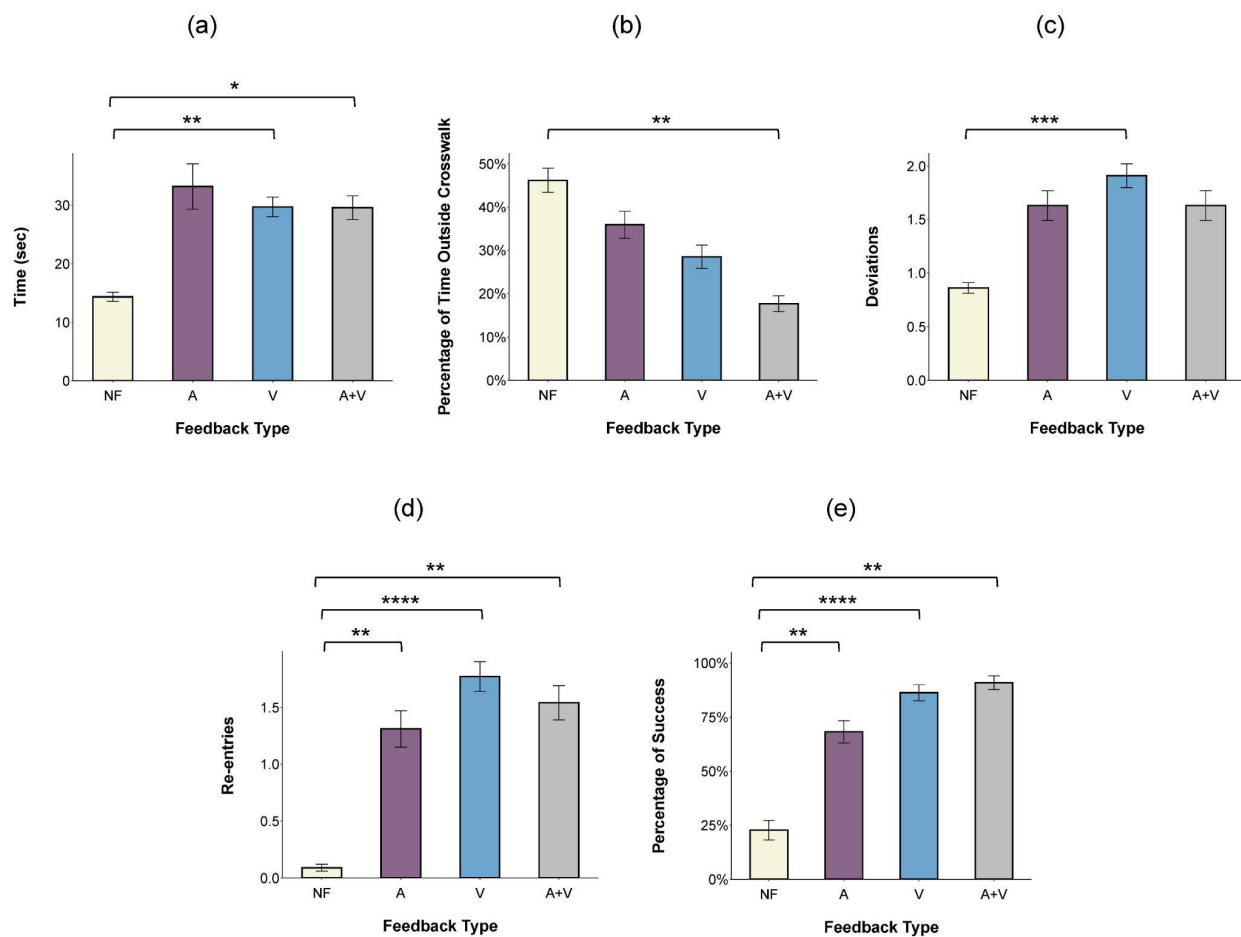 (a)
*
**
Time (sec)
30
20
10
0
NF A V A+V
Feedback Type
(b)
**
Percentage of Time Outside Crosswalk
50%
40%
30%
20%
10%
0%
NF A V A+V
Feedback Type
(c)
***
Deviations
2.0
1.5
1.0
0.5
0.0
NF A V A+V
Feedback Type
(d)
**
****
**
Re-entries
1.5
1.0
0.5
0.0
NF A V A+V
Feedback Type
(e)
**
****
**
Percentage of Success
100%
75%
50%
25%
0%
NF A V A+V
Feedback Type